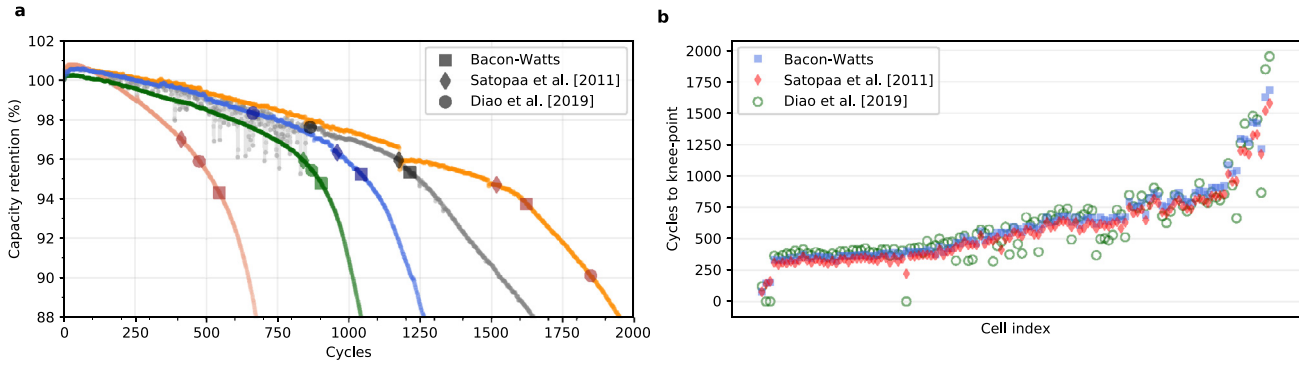 a
102
100
98
96
94
92
90
88
0
250
500
750
1000
1250
1500
1750
2000
Capacity retention (%)
Cycles
Bacon-Watts
Satopaa et al. [2011]
Diao et al. [2019]
b
2000
1750
1500
1250
1000
750
500
250
0
Cycles to knee-point
Cell index
Bacon-Watts
Satopaa et al. [2011]
Diao et al. [2019]